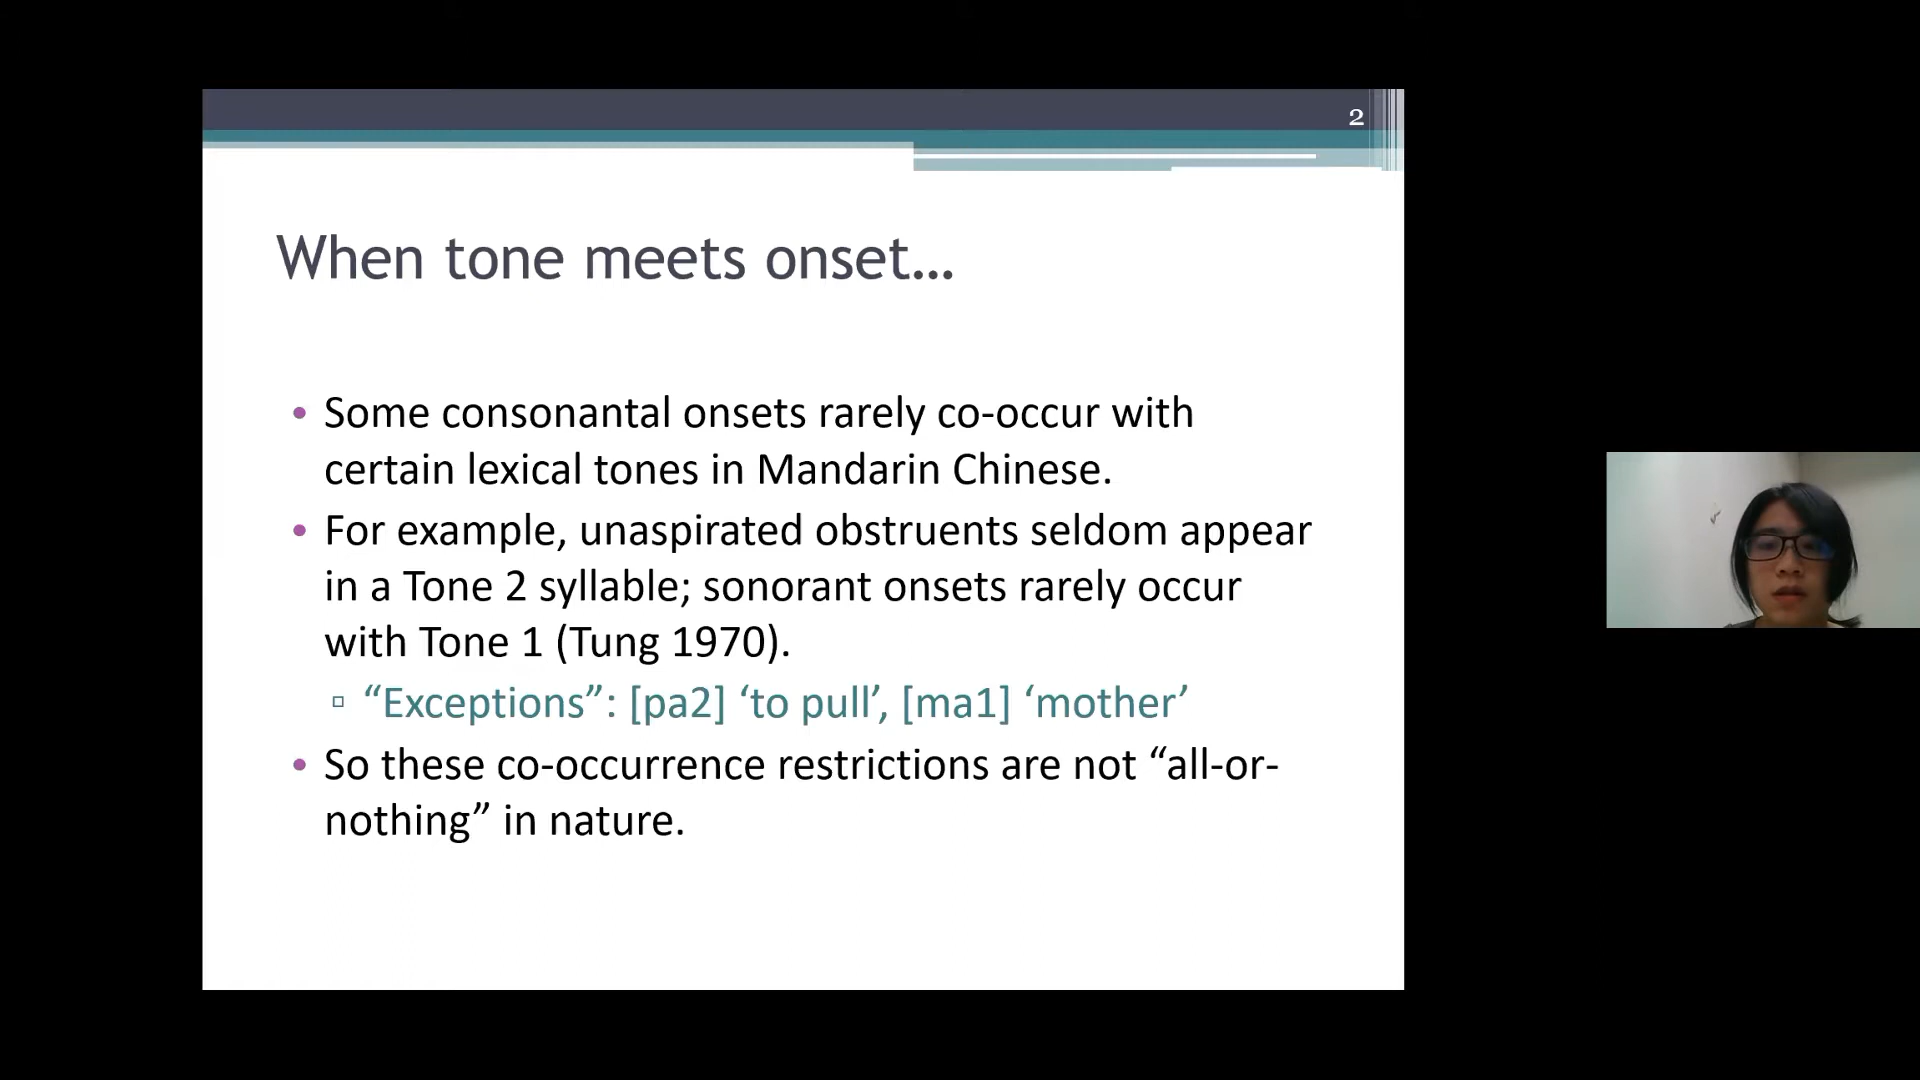 2
When tone meets onset…
• Some consonantal onsets rarely co-occur with
certain lexical tones in Mandarin Chinese.
• For example, unaspirated obstruents seldom appear
in a Tone 2 syllable; sonorant onsets rarely occur
with Tone 1 (Tung 1970).
▫ “Exceptions”: [pa2] ‘to pull’, [ma1] ‘mother’
• So these co-occurrence restrictions are not “all-or-
nothing” in nature.